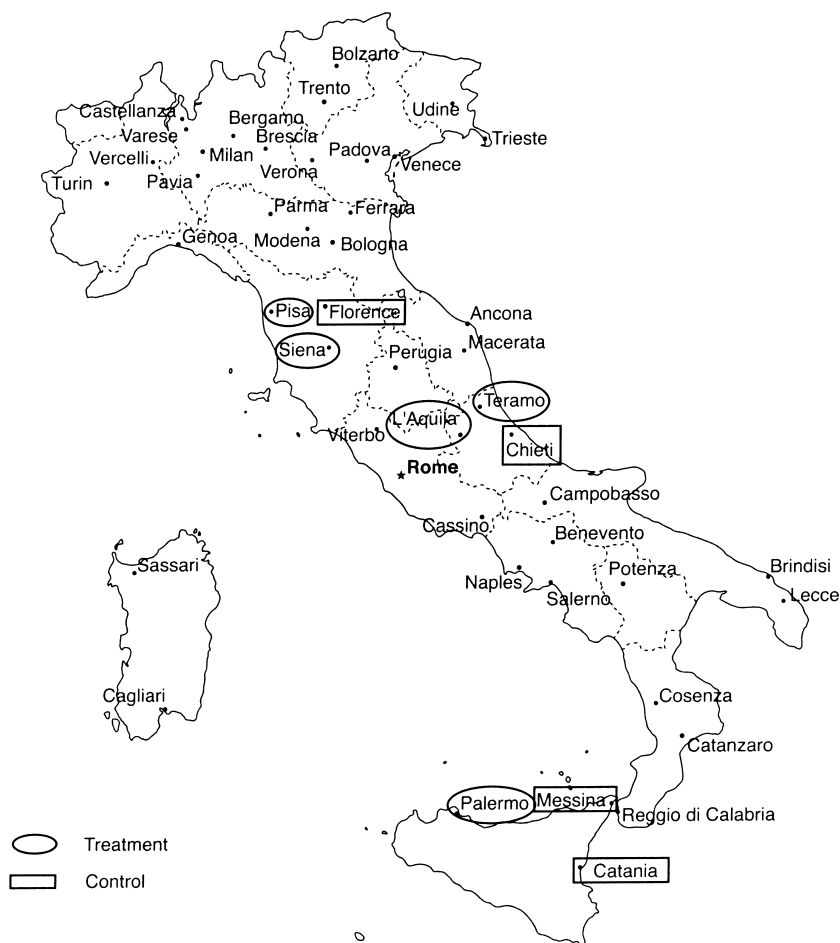 Bolzano
Trento
Castellanza
Udine
Bergamo
Varese
Brescia
Trieste
Padova
Vercelli
Milan
Venece
Verona
Turin
Pavia
Parma
Ferrara
Genoa
Modena
Bologna
Pisa
Florence
Ancona
Siena
Macerata
Perugia
Teramo
L'Aquila
Viterbo
Chieti
Rome
Campobasso
Cassino
Benevento
Sassari
Potenza
Brindisi
Naples
Salerno
Lecce
Cagliari
Cosenza
Catanzaro
Palermo
Messina
Reggio di Calabria
Treatment
Catania
Control